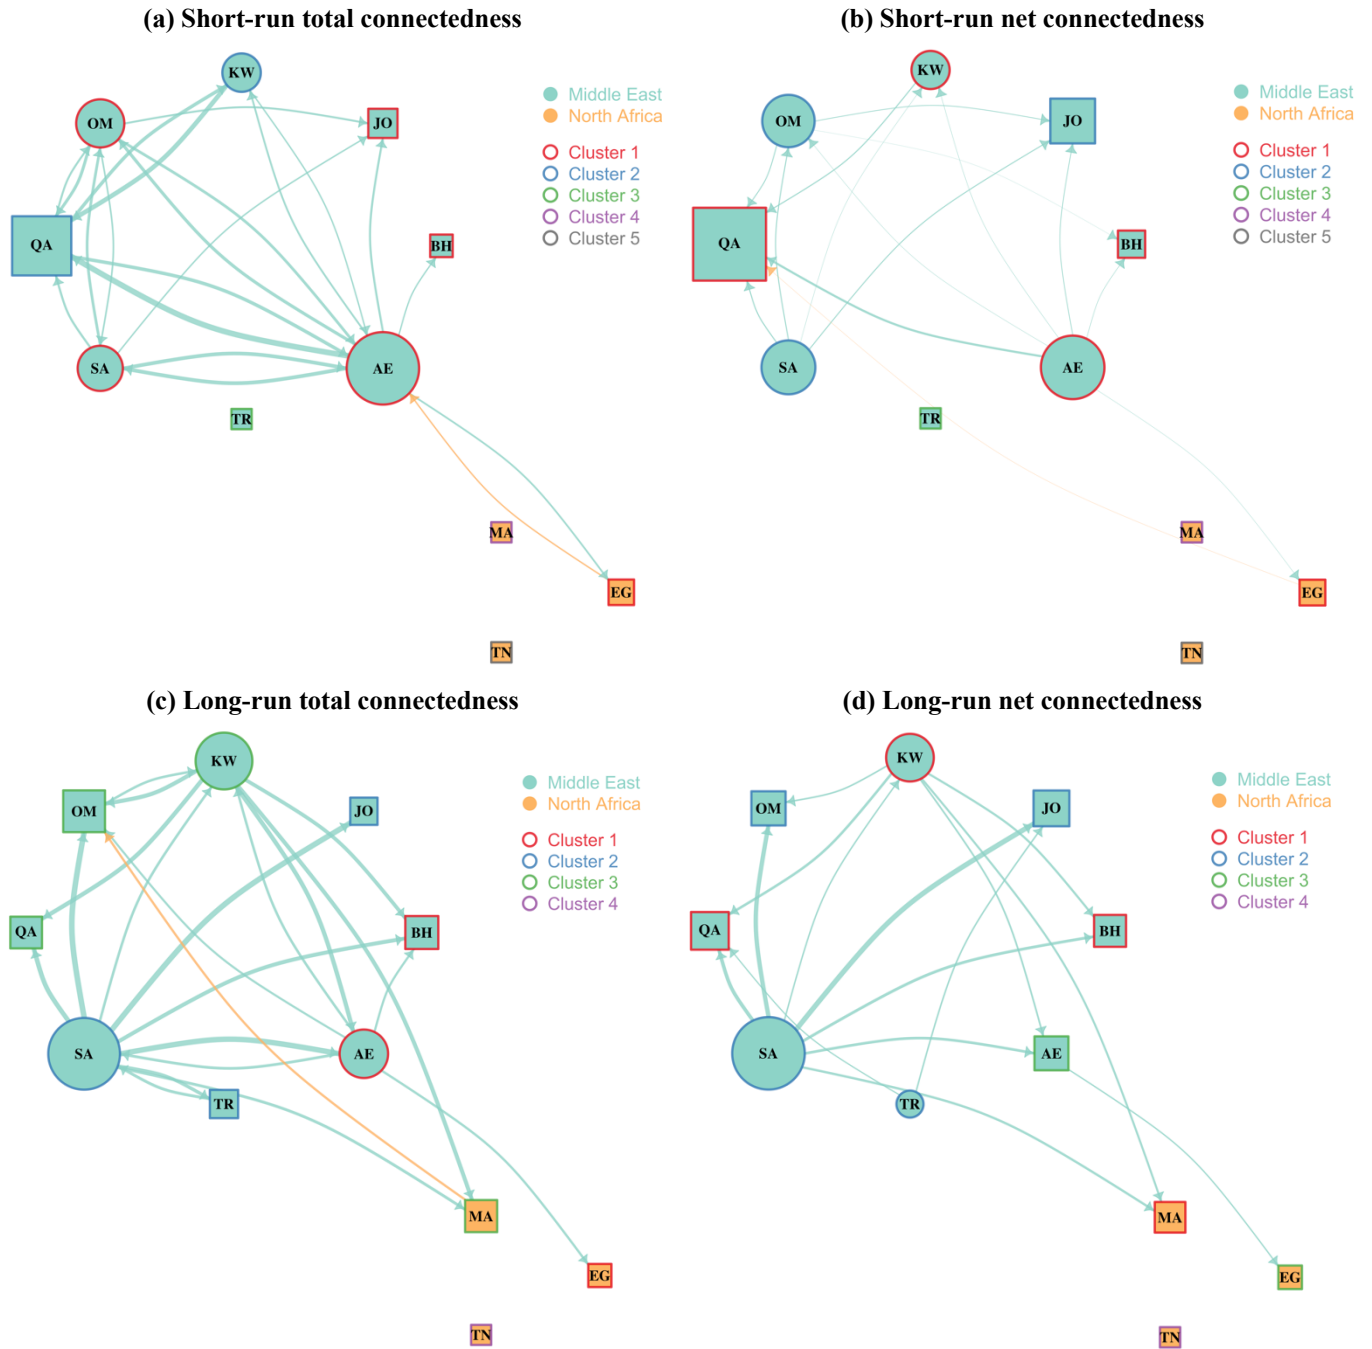 (a) Short-run total connectedness
KW
OM
JO
QA
BH
SA
AE
TR
MA
EG
TN
Middle East
North Africa
Cluster 1
Cluster 2
Cluster 3
Cluster 4
Cluster 5
(b) Short-run net connectedness
KW
OM
JO
QA
BH
SA
AE
TR
MA
EG
TN
Middle East
North Africa
Cluster 1
Cluster 2
Cluster 3
Cluster 4
Cluster 5
(c) Long-run total connectedness
KW
OM
JO
QA
BH
SA
AE
TR
MA
EG
TN
Middle East
North Africa
Cluster 1
Cluster 2
Cluster 3
Cluster 4
(d) Long-run net connectedness
KW
OM
JO
QA
BH
SA
AE
TR
MA
EG
TN
Middle East
North Africa
Cluster 1
Cluster 2
Cluster 3
Cluster 4